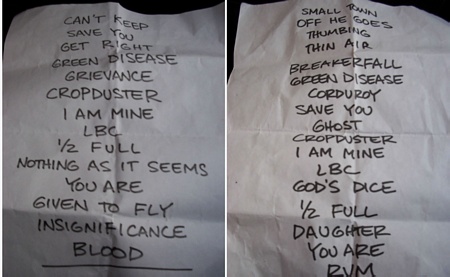 CAN'T KEEP
SAVE YOU
GET RIGHT
GREEN DISEASE
GRIEVANCE
CROPDUSTER
I AM MINE
LBC
1/2 FULL
NOTHING AS IT SEEMS
YOU ARE
GIVEN TO FLY
INSIGNIFICANCE
BLOOD
SMALL TOWN
OFF HE GOES
THUMBING
THIN AIR
BREAKERFALL
GREEN DISEASE
CORDUROY
SAVE YOU
GHOST
CROPDUSTER
I AM MINE
LBC
GOD'S DICE
1/2 FULL
DAUGHTER
YOU ARE
RVM